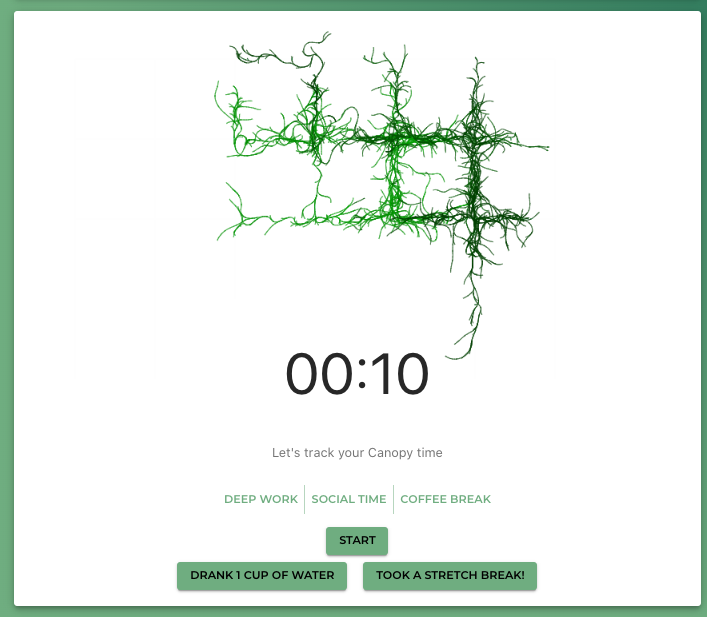 00:10
Let's track your Canopy time
DEEP WORK SOCIAL TIME COFFEE BREAK
START
DRANK 1 CUP OF WATER TOOK A STRETCH BREAK!